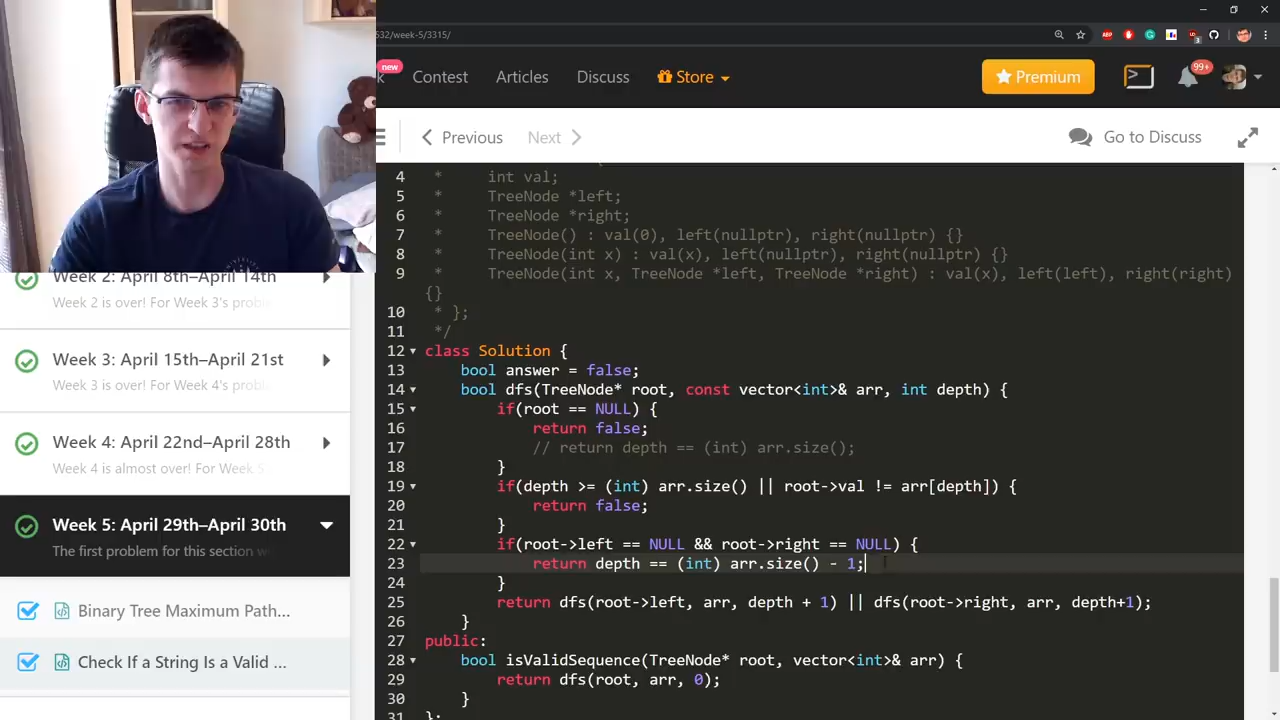 532/week-5/3315/
new
k Contest Articles Discuss Store Premium >_ 99+
Previous Next Go to Discuss
4 * int val;
5 * TreeNode *left;
6 * TreeNode *right;
7 * TreeNode() : val(0), left(nullptr), right(nullptr) {}
8 * TreeNode(int x) : val(x), left(nullptr), right(nullptr) {}
9 * TreeNode(int x, TreeNode *left, TreeNode *right) : val(x), left(left), right(right)
{}
10 * };
11 */
12 class Solution {
13 bool answer = false;
14 bool dfs(TreeNode* root, const vector<int>& arr, int depth) {
15 if(root == NULL) {
16 return false;
17 // return depth == (int) arr.size();
18 }
19 if(depth >= (int) arr.size() || root->val != arr[depth]) {
20 return false;
21 }
22 if(root->left == NULL && root->right == NULL) {
23 return depth == (int) arr.size() - 1;
24 }
25 return dfs(root->left, arr, depth + 1) || dfs(root->right, arr, depth+1);
26 }
27 public:
28 bool isValidSequence(TreeNode* root, vector<int>& arr) {
29 return dfs(root, arr, 0);
30 }
31 };
Week 2: April 8th–April 14th
Week 2 is over! For Week 3's proble
Week 3: April 15th–April 21st
Week 3 is over! For Week 4's proble
Week 4: April 22nd–April 28th
Week 4 is almost over! For Week 5
Week 5: April 29th–April 30th
The first problem for this section w
Binary Tree Maximum Path...
Check If a String Is a Valid ...